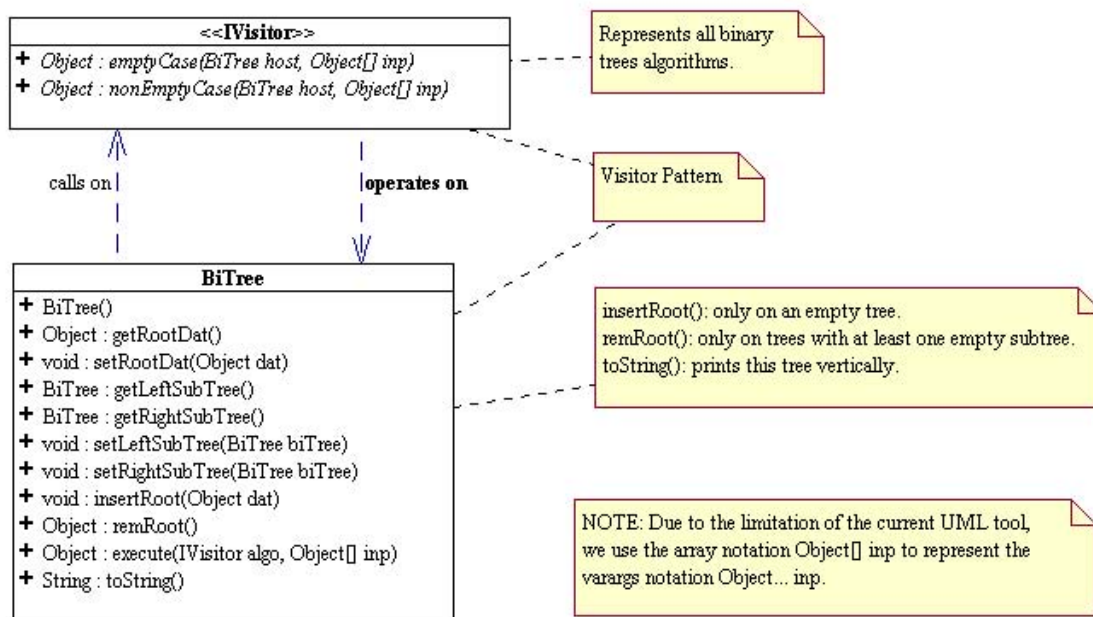 <<IVisitor>>
+ Object : emptyCase(BiTree host, Object[] inp)
+ Object : nonEmptyCase(BiTree host, Object[] inp)
Represents all binary
trees algorithms.
calls on
operates on
Visitor Pattern
BiTree
+ BiTree()
+ Object : getRootDat()
+ void : setRootDat(Object dat)
+ BiTree : getLeftSubTree()
+ BiTree : getRightSubTree()
+ void : setLeftSubTree(BiTree biTree)
+ void : setRightSubTree(BiTree biTree)
+ void : insertRoot(Object dat)
+ Object : remRoot()
+ Object : execute(IVisitor algo, Object[] inp)
+ String : toString()
insertRoot(): only on an empty tree.
remRoot(): only on trees with at least one empty subtree.
toString(): prints this tree vertically.
NOTE: Due to the limitation of the current UML tool,
we use the array notation Object[] inp to represent the
varargs notation Object... inp.